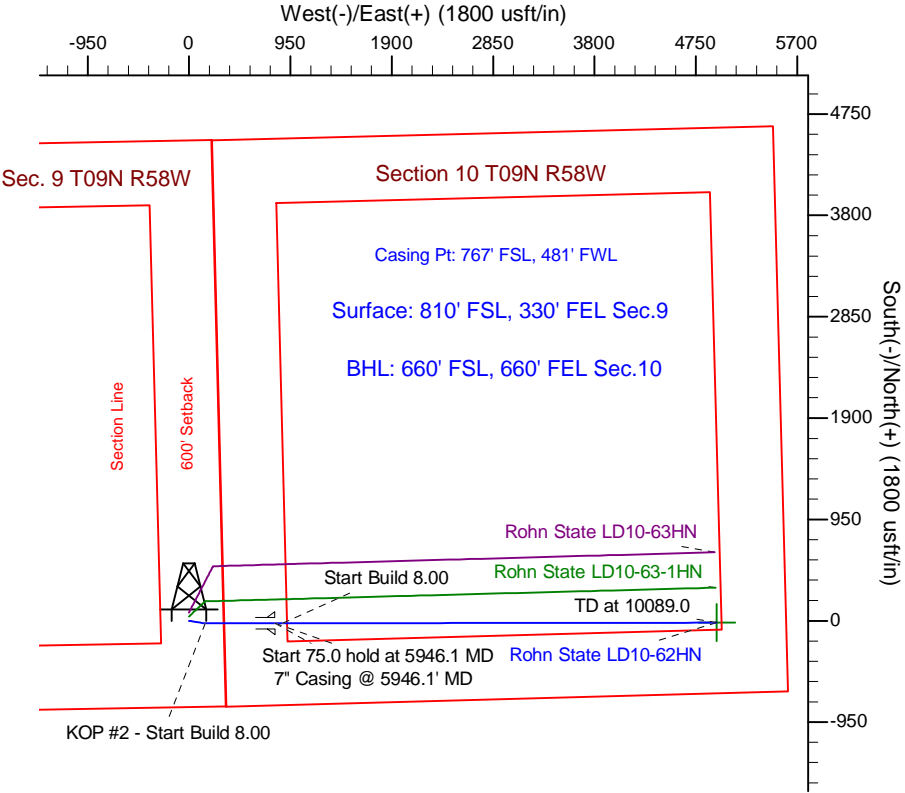 West(-)/East(+) (1800 usft/in)
-950 0 950 1900 2850 3800 4750 5700
4750
Sec. 9 T09N R58W
Section 10 T09N R58W
3800
Casing Pt: 767' FSL, 481' FWL
Surface: 810' FSL, 330' FEL Sec.9
2850
BHL: 660' FSL, 660' FEL Sec.10
Section Line
600' Setback
1900
South(-)/North(+) (1800 usft/in)
950
Rohn State LD10-63HN
Start Build 8.00
Rohn State LD10-63-1HN
TD at 10089.0
0
Start 75.0 hold at 5946.1 MD
Rohn State LD10-62HN
7" Casing @ 5946.1' MD
-950
KOP #2 - Start Build 8.00